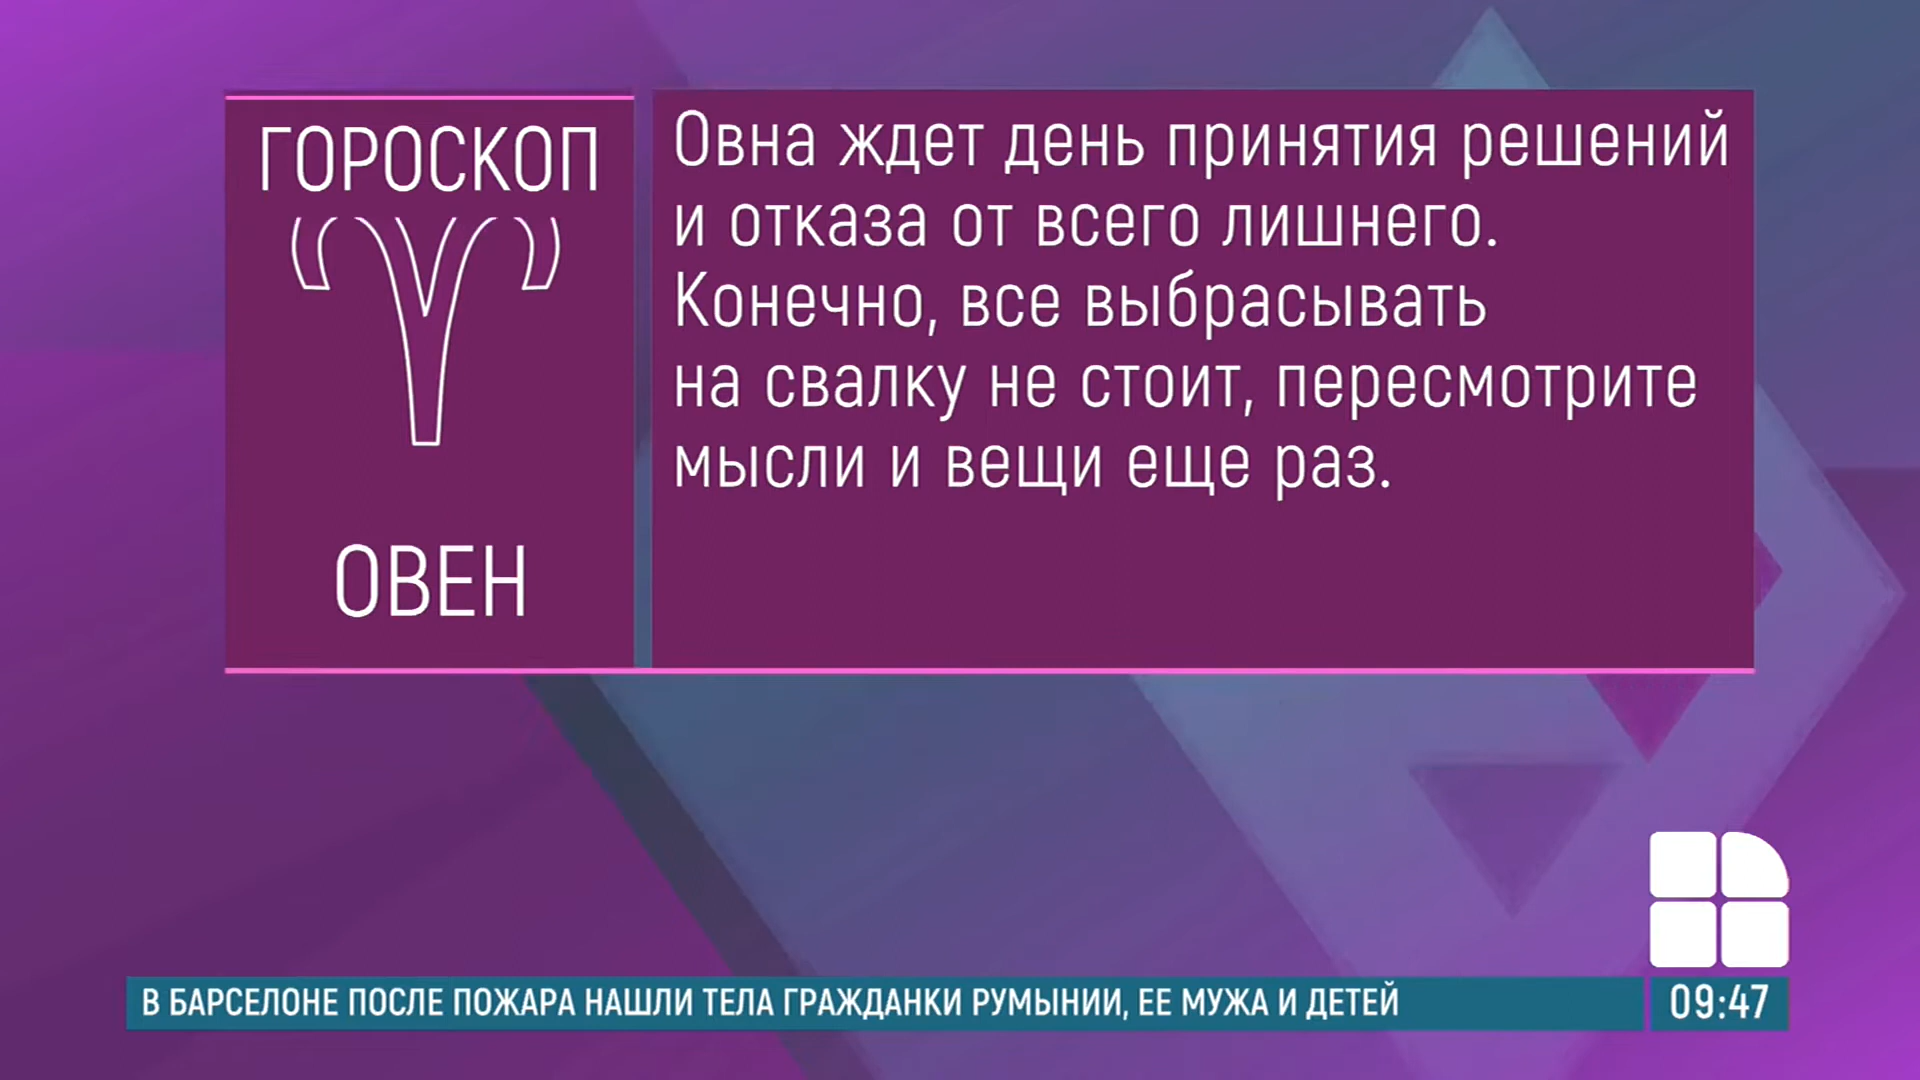 ГОРОСКОП
ОВЕН
Овна ждет день принятия решений
и отказа от всего лишнего.
Конечно, все выбрасывать
на свалку не стоит, пересмотрите
мысли и вещи еще раз.
В БАРСЕЛОНЕ ПОСЛЕ ПОЖАРА НАШЛИ ТЕЛА ГРАЖДАНКИ РУМЫНИИ, ЕЕ МУЖА И ДЕТЕЙ
09:47